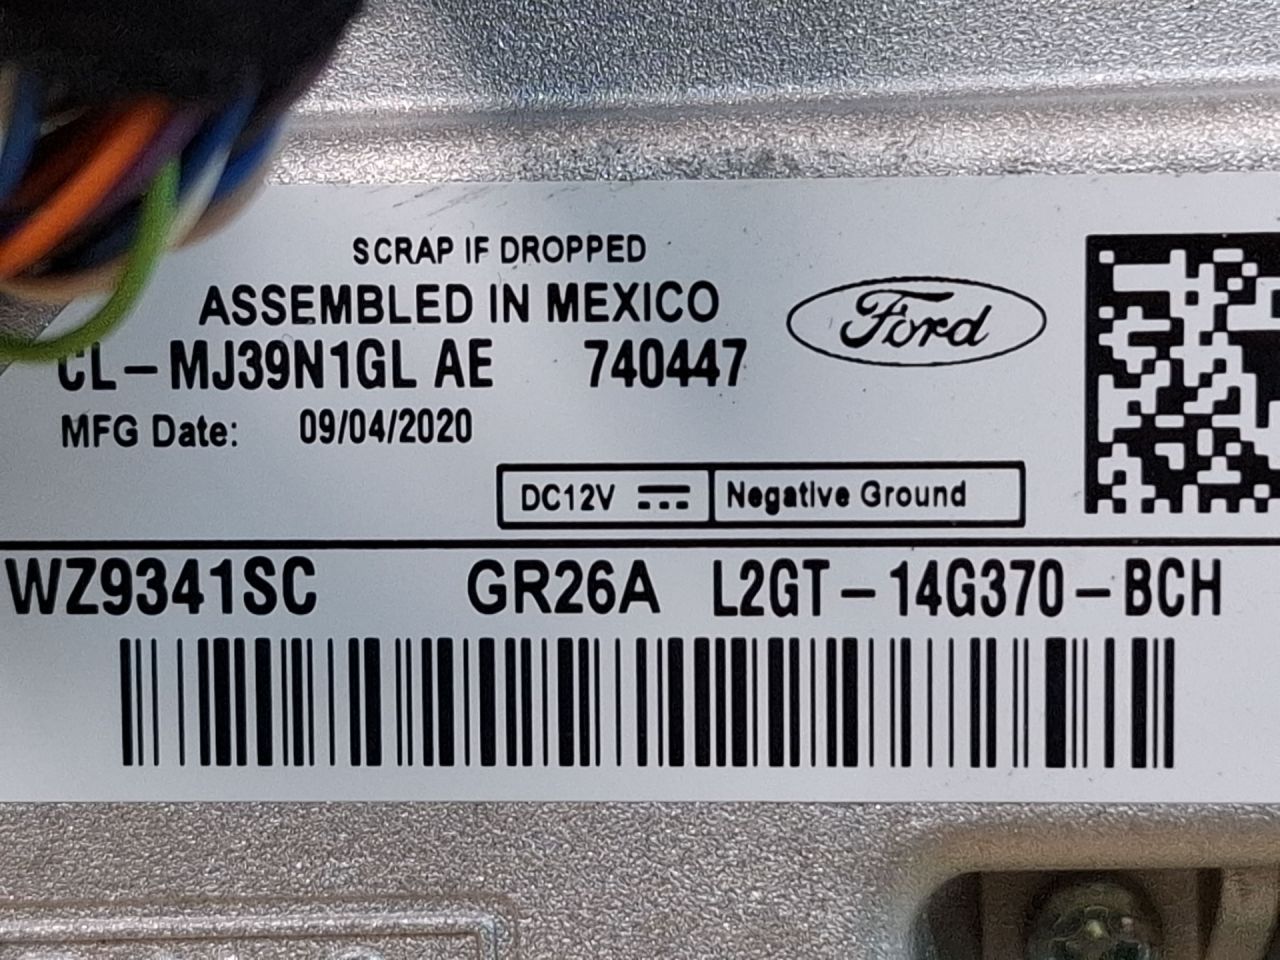 SCRAP IF DROPPED
ASSEMBLED IN MEXICO
Ford
CL-MJ39N1GL AE 740447
MFG Date: 09/04/2020
DC12V Negative Ground
WZ9341SC GR26A L2GT-14G370-BCH